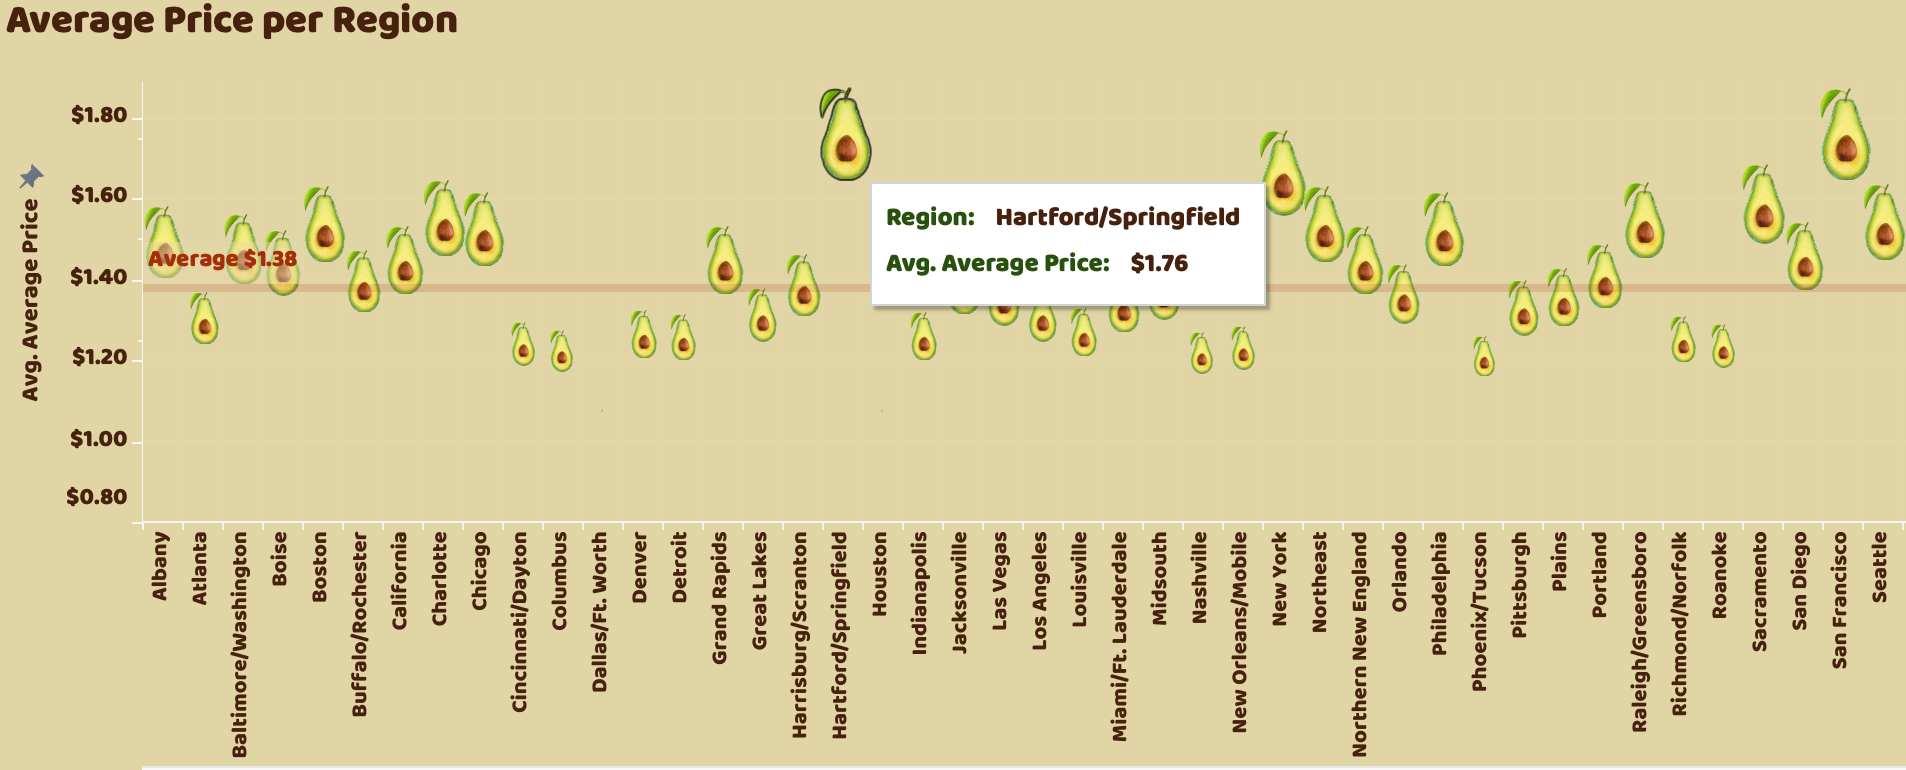 Average Price per Region
Avg. Average Price
$1.80
$1.60
$1.40
$1.20
$1.00
$0.80
Average $1.38
Region: Hartford/Springfield
Avg. Average Price: $1.76
Albany
Atlanta
Baltimore/Washington
Boise
Boston
Buffalo/Rochester
California
Charlotte
Chicago
Cincinnati/Dayton
Columbus
Dallas/Ft. Worth
Denver
Detroit
Grand Rapids
Great Lakes
Harrisburg/Scranton
Hartford/Springfield
Houston
Indianapolis
Jacksonville
Las Vegas
Los Angeles
Louisville
Miami/Ft. Lauderdale
Midsouth
Nashville
New Orleans/Mobile
New York
Northeast
Northern New England
Orlando
Philadelphia
Phoenix/Tucson
Pittsburgh
Plains
Portland
Raleigh/Greensboro
Richmond/Norfolk
Roanoke
Sacramento
San Diego
San Francisco
Seattle